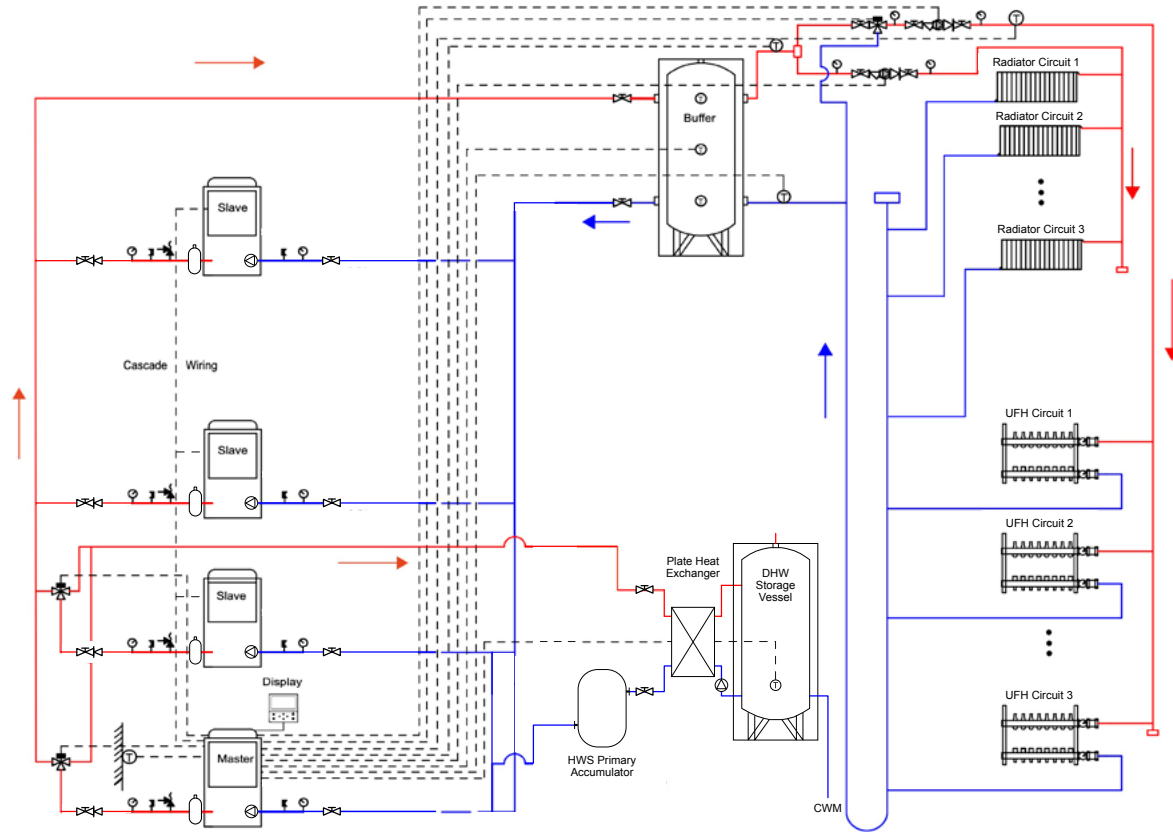 T
T
Radiator Circuit 1
T
Buffer
Radiator Circuit 2
T
T
T
Slave
Radiator Circuit 3
Cascade Wiring
UFH Circuit 1
Slave
UFH Circuit 2
Plate Heat
Exchanger
DHW
Storage
Vessel
Slave
Display
T
UFH Circuit 3
T
Master
HWS Primary
Accumulator
CWM